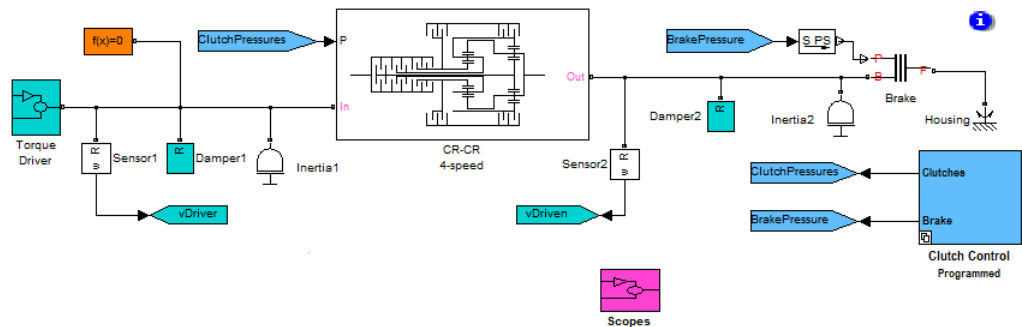 f(x)=0
ClutchPressures
P
BrakePressure
S PS
i
P
B
F
In
Out
Brake
Torque
Driver
R
w
Sensor1
R
Damper1
Inertia1
CR-CR
4-speed
Sensor2
R
w
Damper2
R
Inertia2
Housing
ClutchPressures
Clutches
vDriver
vDriven
BrakePressure
Brake
Clutch Control
Programmed
Scopes